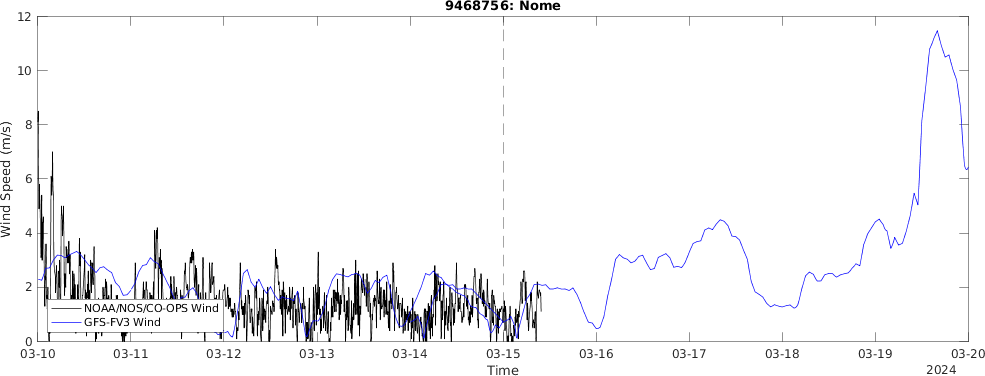 9468756: Nome
12
10
8
6
4
2
0
Wind Speed (m/s)
NOAA/NOS/CO-OPS Wind
GFS-FV3 Wind
03-10 03-11 03-12 03-13 03-14 03-15 03-16 03-17 03-18 03-19 03-20
Time
2024